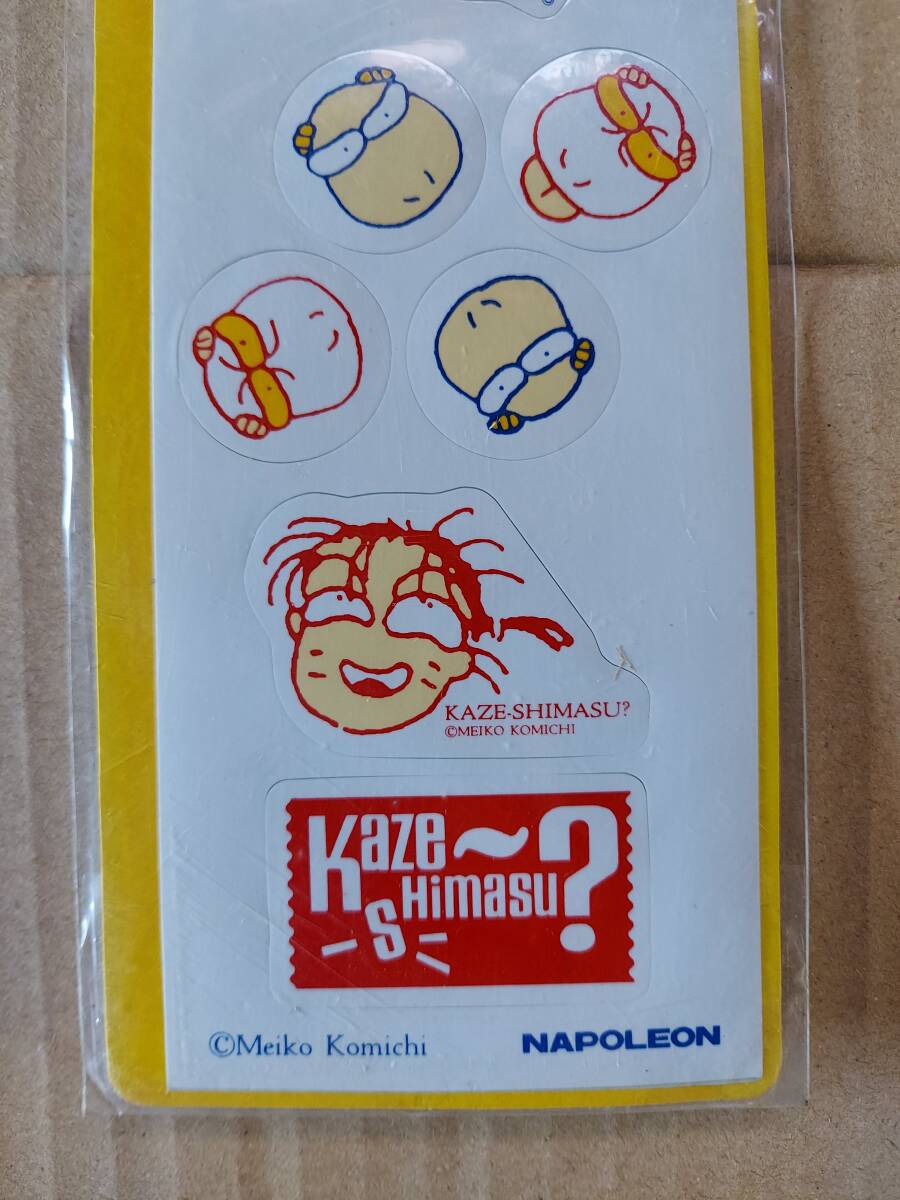 KAZE-SHIMASU?
©MEIKO KOMICHI
Kaze~?
sHimasu
©Meiko Komichi
NAPOLEON